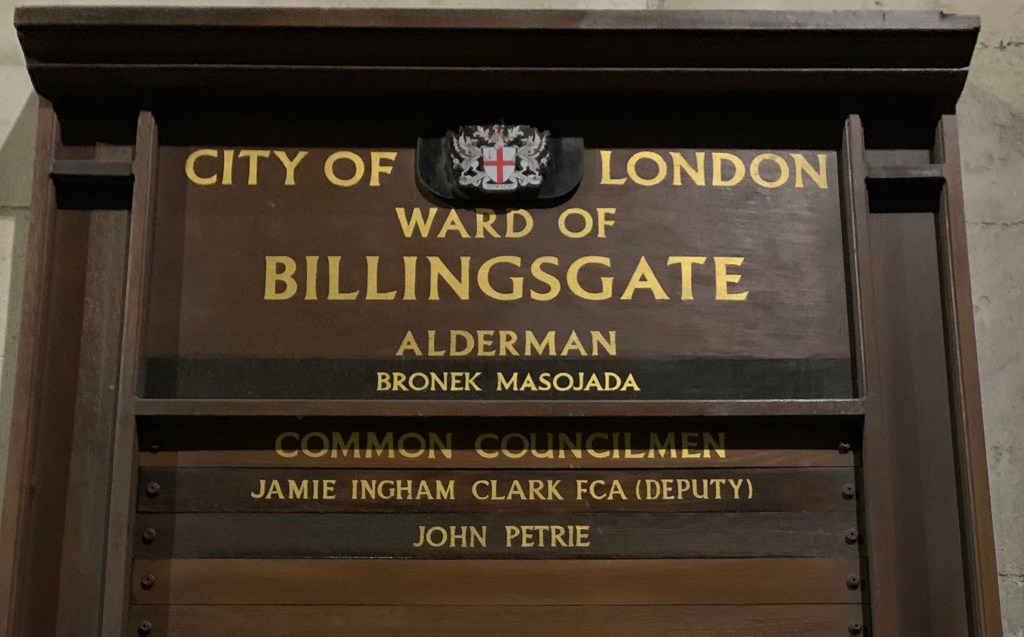 CITY OF LONDON
WARD OF
BILLINGSGATE
ALDERMAN
BRONEK MASOJADA
COMMON COUNCILMEN
JAMIE INGHAM CLARK FCA (DEPUTY)
JOHN PETRIE